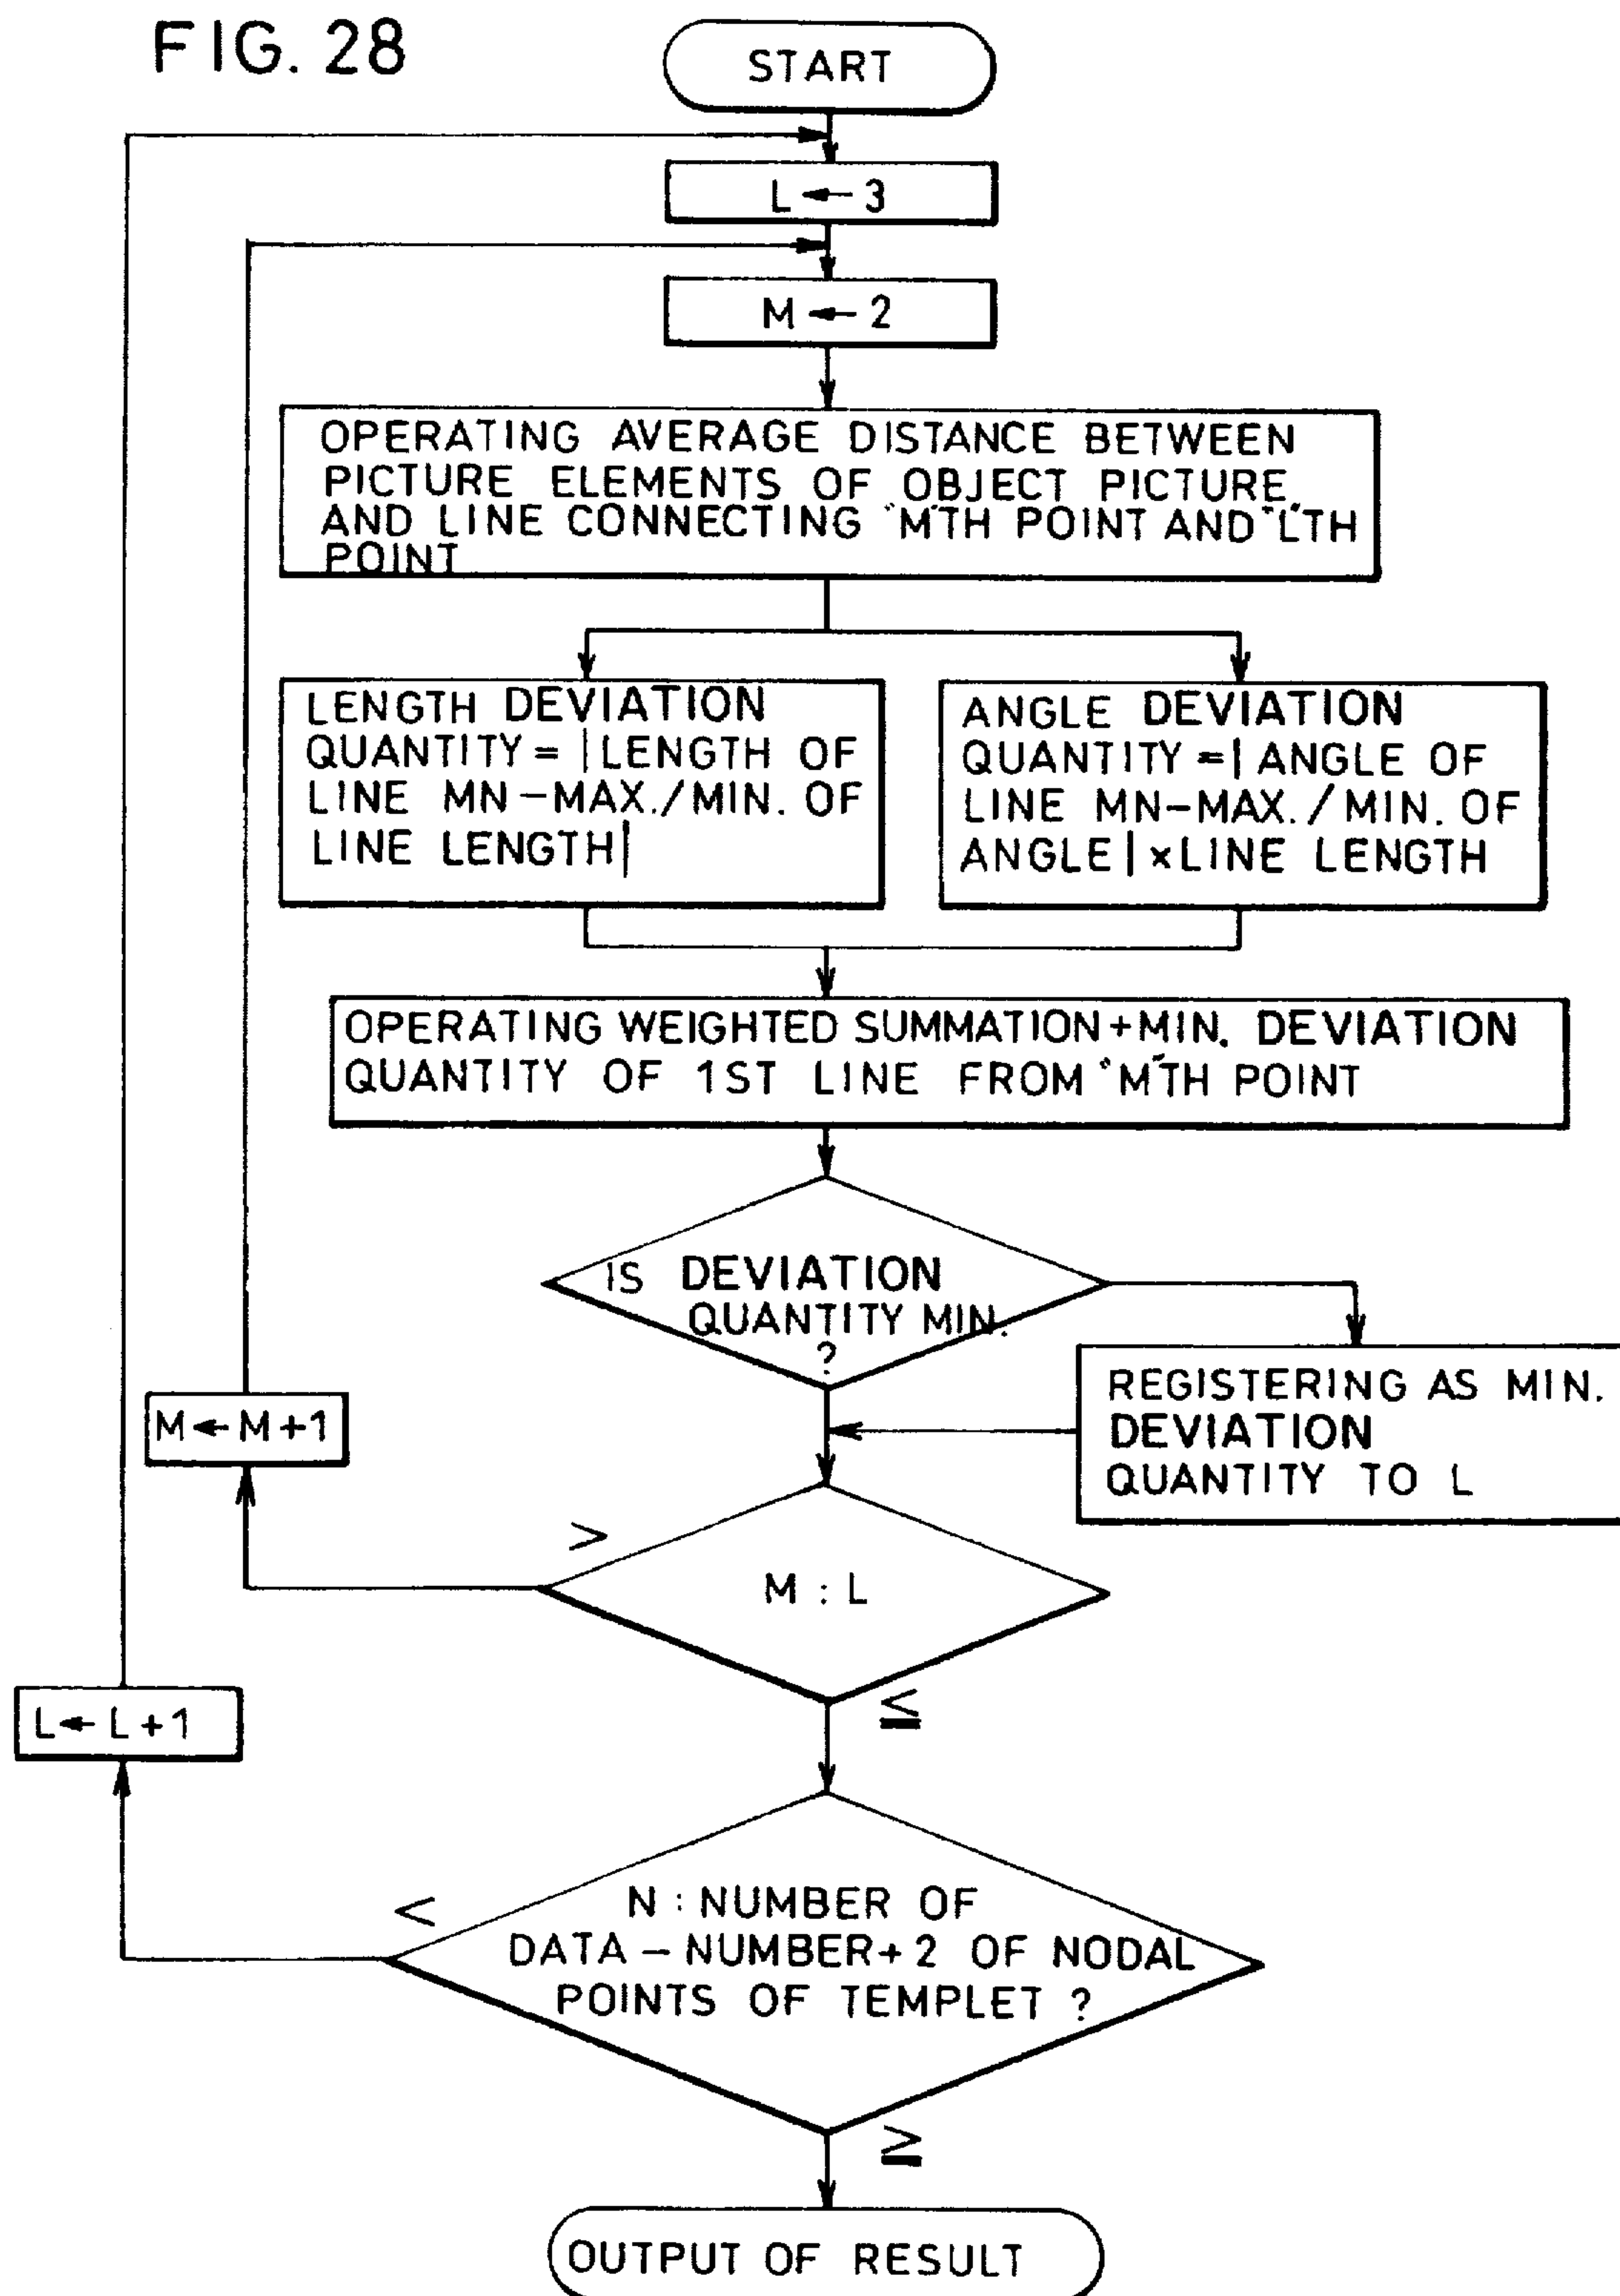 FIG. 28
START
L ← 3
M ← 2
OPERATING AVERAGE DISTANCE BETWEEN
PICTURE ELEMENTS OF OBJECT PICTURE
AND LINE CONNECTING "M"TH POINT AND "L"TH
POINT
LENGTH DEVIATION
QUANTITY = |LENGTH OF
LINE MN - MAX./MIN. OF
LINE LENGTH|
ANGLE DEVIATION
QUANTITY = | ANGLE OF
LINE MN - MAX./MIN. OF
ANGLE | × LINE LENGTH
OPERATING WEIGHTED SUMMATION + MIN. DEVIATION
QUANTITY OF 1ST LINE FROM "M"TH POINT
IS DEVIATION
QUANTITY MIN.
?
REGISTERING AS MIN.
DEVIATION
QUANTITY TO L
M ← M + 1
>
M : L
≦
L ← L + 1
<
N : NUMBER OF
DATA - NUMBER + 2 OF NODAL
POINTS OF TEMPLET ?
≧
OUTPUT OF RESULT